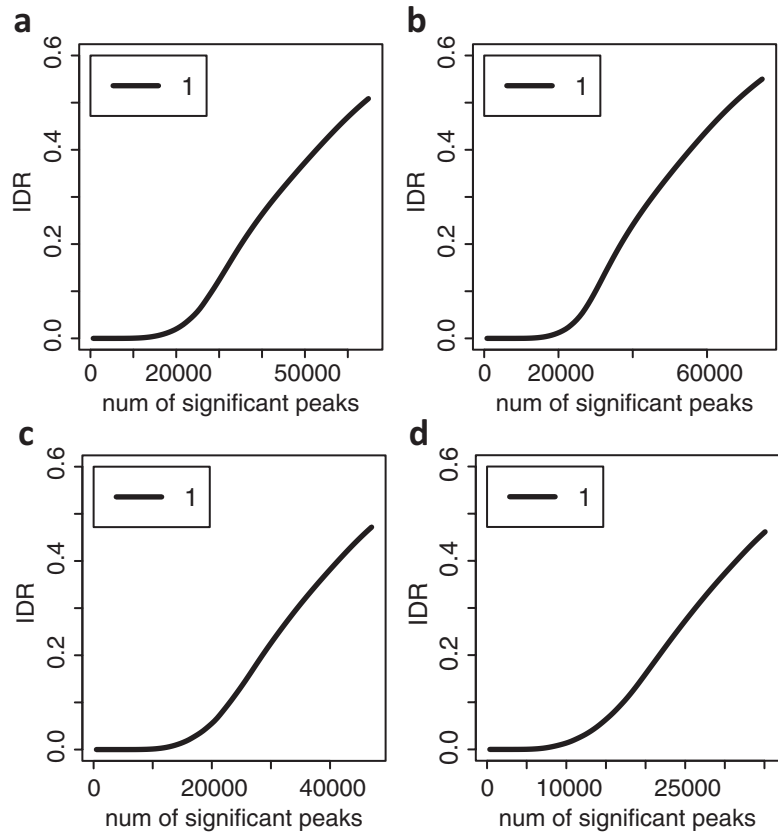 a
IDR
0.0 0.2 0.4 0.6
1
0 20000 50000
num of significant peaks
b
IDR
0.0 0.2 0.4 0.6
1
0 20000 60000
num of significant peaks
c
IDR
0.0 0.2 0.4 0.6
1
0 20000 40000
num of significant peaks
d
IDR
0.0 0.2 0.4 0.6
1
0 10000 25000
num of significant peaks